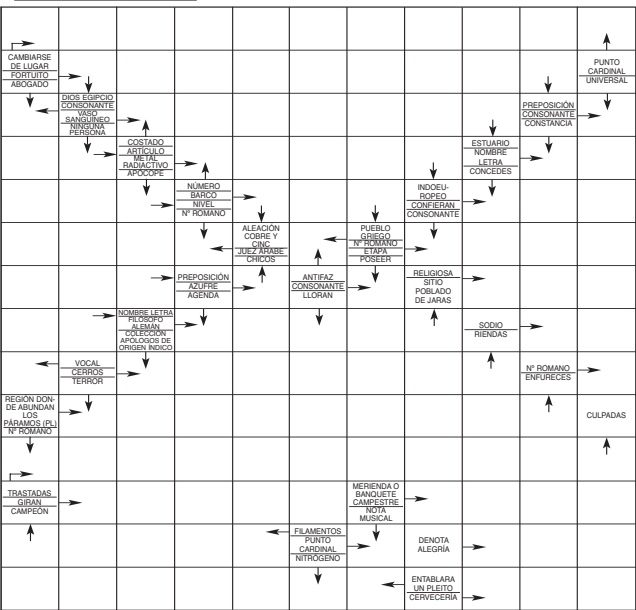 CAMBIARSE
DE LUGAR
FORTUITO
ABOGADO
PUNTO
CARDINAL
UNIVERSAL
DIOS EGIPCIO
CONSONANTE
VASO
SANGUÍNEO
NINGUNA
PERSONA
PREPOSICIÓN
CONSONANTE
CONSTANCIA
COSTADO
ARTÍCULO
METAL
RADIACTIVO
APÓCOPE
ESTUARIO
NOMBRE
LETRA
CONCEDES
NÚMERO
BARCO
NIVEL
Nº ROMANO
INDOEU-
ROPEO
CONFIERAN
CONSONANTE
ALEACIÓN
COBRE Y
CINC
JUEZ ÁRABE
CHICOS
PUEBLO
GRIEGO
Nº ROMANO
ETAPA
POSEER
PREPOSICIÓN
AZUFRE
AGENDA
ANTIFAZ
CONSONANTE
LLORAN
RELIGIOSA
SITIO
POBLADO
DE JARAS
NOMBRE LETRA
FILÓSOFO
ALEMÁN
COLECCIÓN
APÓLOGOS DE
ORIGEN ÍNDICO
SODIO
RIENDAS
VOCAL
CERROS
TERROR
Nº ROMANO
ENFURECES
REGIÓN DON-
DE ABUNDAN
LOS
PÁRAMOS (PL)
Nº ROMANO
CULPADAS
TRASTADAS
GIRAN
CAMPEÓN
MERIENDA O
BANQUETE
CAMPESTRE
NOTA
MUSICAL
FILAMENTOS
PUNTO
CARDINAL
NITRÓGENO
DENOTA
ALEGRÍA
ENTABLARA
UN PLEITO
CERVECERÍA